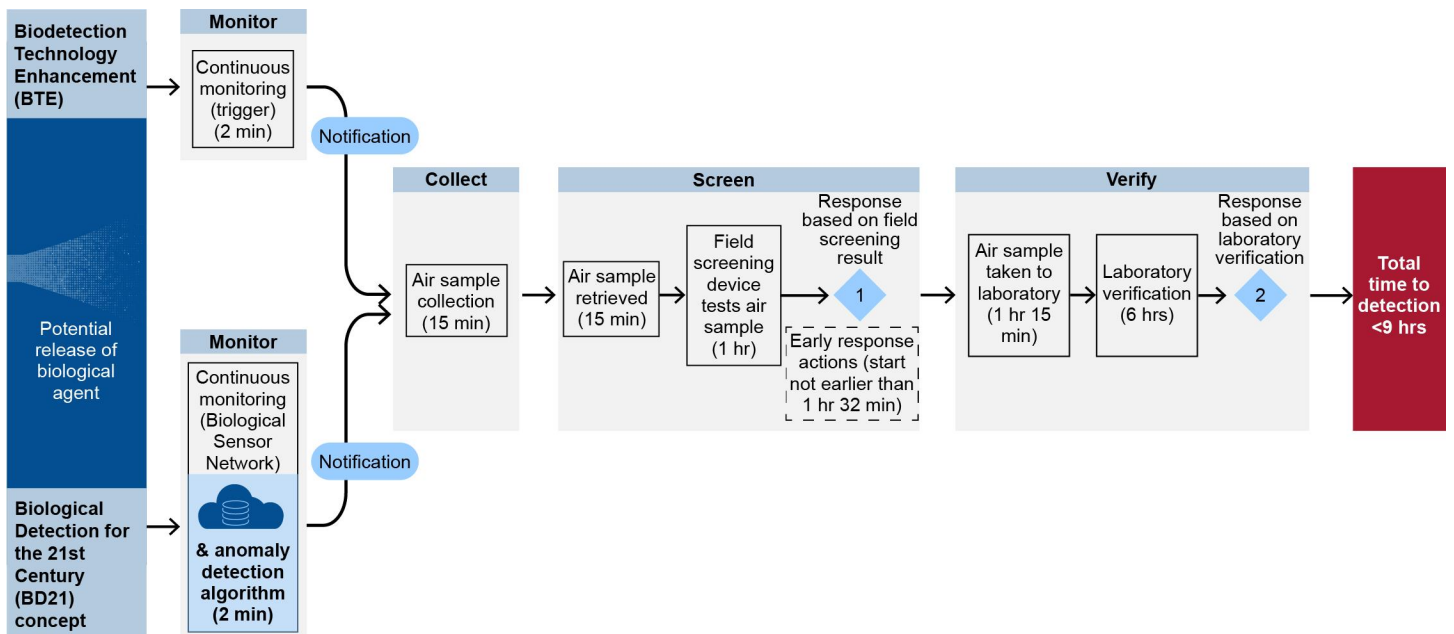 Biodetection
Technology
Enhancement
(BTE)
Potential
release of
biological
agent
Biological
Detection for
the 21st
Century
(BD21)
concept
Monitor
Continuous
monitoring
(trigger)
(2 min)
Notification
Monitor
Continuous
monitoring
(Biological
Sensor
Network)
& anomaly
detection
algorithm
(2 min)
Notification
Collect
Air sample
collection
(15 min)
Screen
Air sample
retrieved
(15 min)
Field
screening
device
tests air
sample
(1 hr)
Response
based on field
screening
result
1
Early response
actions (start
not earlier than
1 hr 32 min)
Verify
Air sample
taken to
laboratory
(1 hr 15
min)
Laboratory
verification
(6 hrs)
Response
based on
laboratory
verification
2
Total
time to
detection
<9 hrs